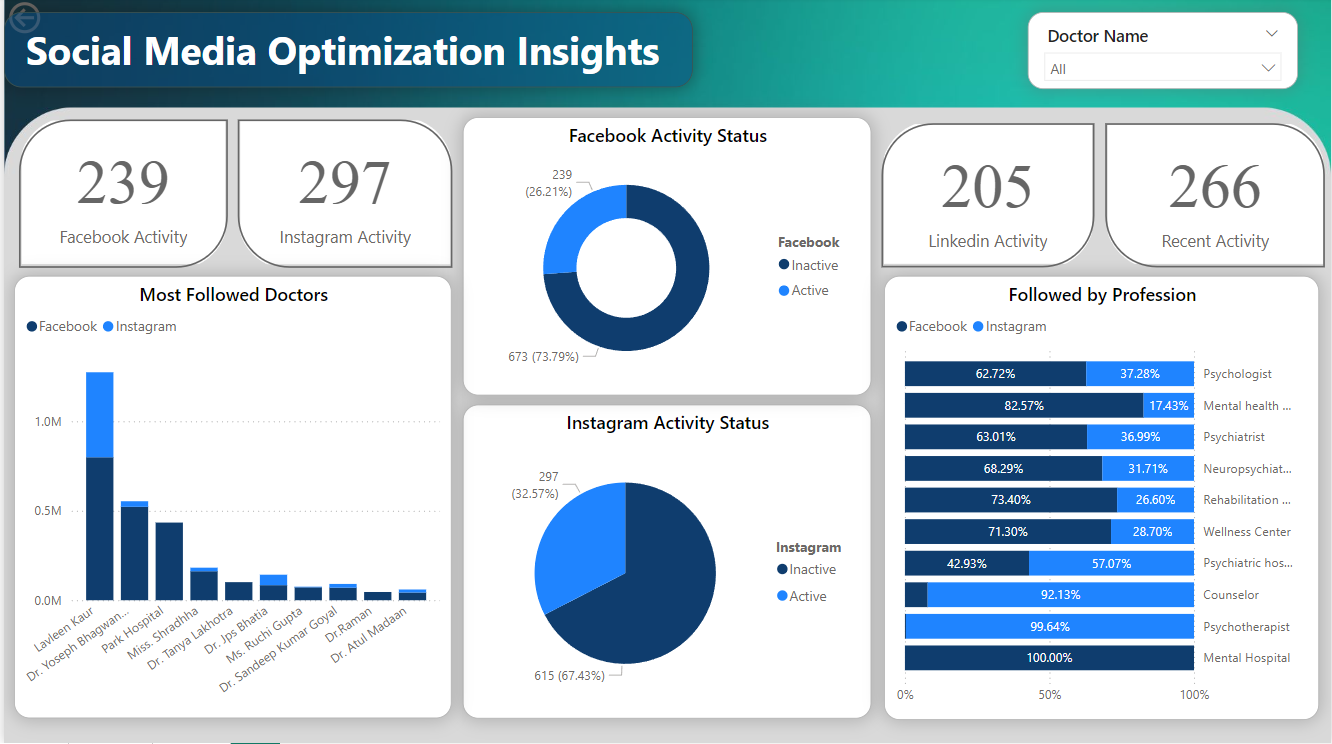 Social Media Optimization Insights
Doctor Name
All
239
Facebook Activity
297
Instagram Activity
Facebook Activity Status
239
(26.21%)
673 (73.79%)
Facebook
Inactive
Active
205
Linkedin Activity
266
Recent Activity
Most Followed Doctors
Facebook Instagram
1.0M
0.5M
0.0M
Lavleen Kaur
Dr. Yoseph Bhagwan...
Park Hospital
Miss. Shradhha
Dr. Tanya Lakhotra
Dr. Jps Bhatia
Ms. Ruchi Gupta
Dr. Sandeep Kumar Goyal
Dr.Raman
Dr. Atul Madaan
Instagram Activity Status
297
(32.57%)
615 (67.43%)
Instagram
Inactive
Active
Followed by Profession
Facebook Instagram
62.72% 37.28% Psychologist
82.57% 17.43% Mental health ...
63.01% 36.99% Psychiatrist
68.29% 31.71% Neuropsychiat...
73.40% 26.60% Rehabilitation ...
71.30% 28.70% Wellness Center
42.93% 57.07% Psychiatric hos...
92.13% Counselor
99.64% Psychotherapist
100.00% Mental Hospital
0% 50% 100%